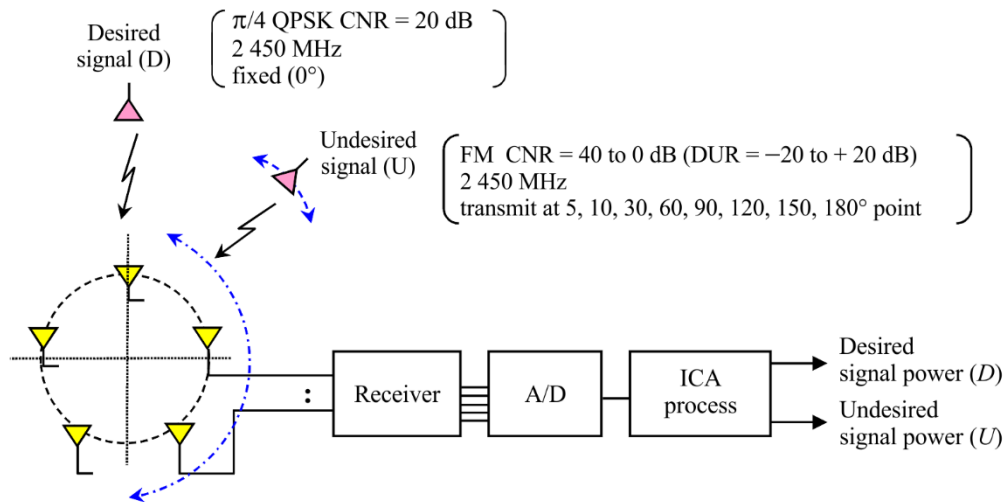 Desired
signal (D)
π/4 QPSK CNR = 20 dB
2 450 MHz
fixed (0°)
Undesired
signal (U)
FM CNR = 40 to 0 dB (DUR = −20 to + 20 dB)
2 450 MHz
transmit at 5, 10, 30, 60, 90, 120, 150, 180° point
:
Receiver
A/D
ICA
process
Desired
signal power (D)
Undesired
signal power (U)